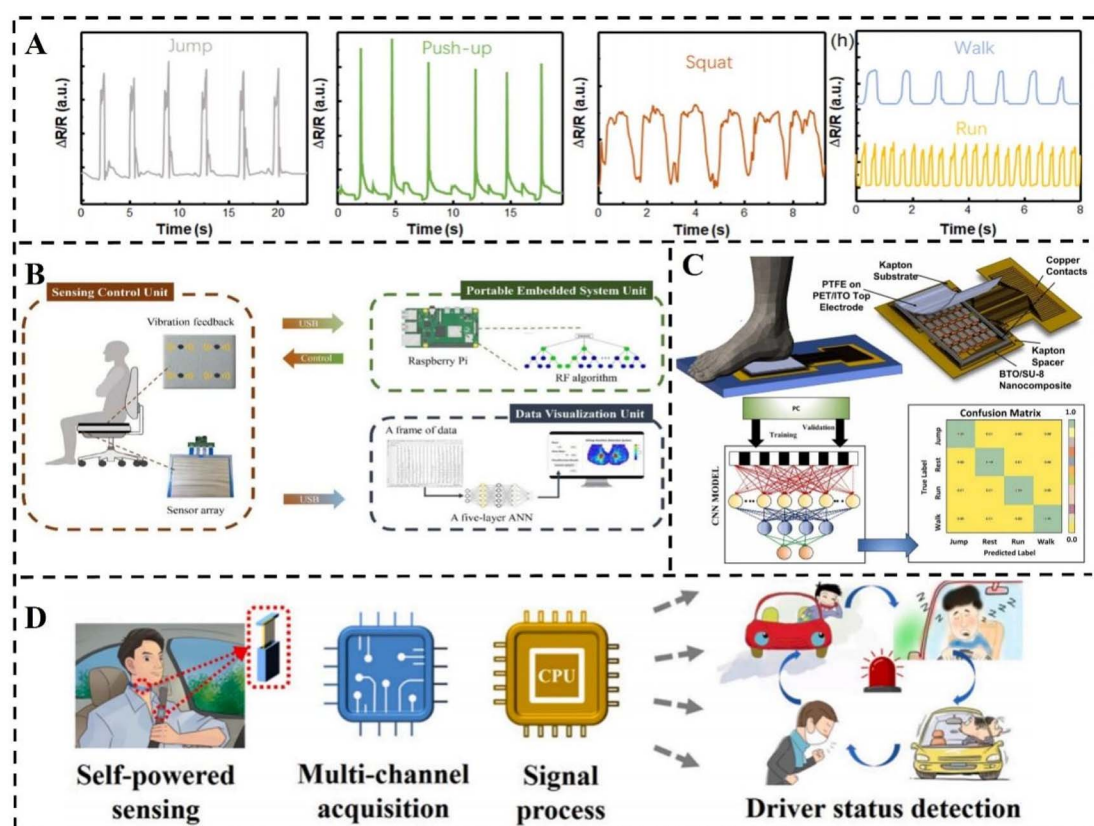 A
Jump
ΔR/R (a.u.)
0 5 10 15 20
Time (s)
Push-up
ΔR/R (a.u.)
0 5 10 15
Time (s)
Squat
ΔR/R (a.u.)
0 2 4 6 8
Time (s)
(h)
Walk
Run
ΔR/R (a.u.)
0 2 4 6 8
Time (s)
B
Sensing Control Unit
Vibration feedback
Sensor array
USB
Control
USB
Portable Embedded System Unit
Raspberry Pi
RF algorithm
Data Visualization Unit
A frame of data
A five-layer ANN
C
Kapton
Substrate
PTFE on
PET/ITO Top
Electrode
Copper
Contacts
Kapton
Spacer
BTO/SU-8
Nanocomposite
PC
Training
Validation
CNN MODEL
Confusion Matrix
1.0
0.0
True Label
Jump
Rest
Run
Walk
Jump Rest Run Walk
Predicted Label
D
CPU
Self-powered
sensing
Multi-channel
acquisition
Signal
process
Driver status detection